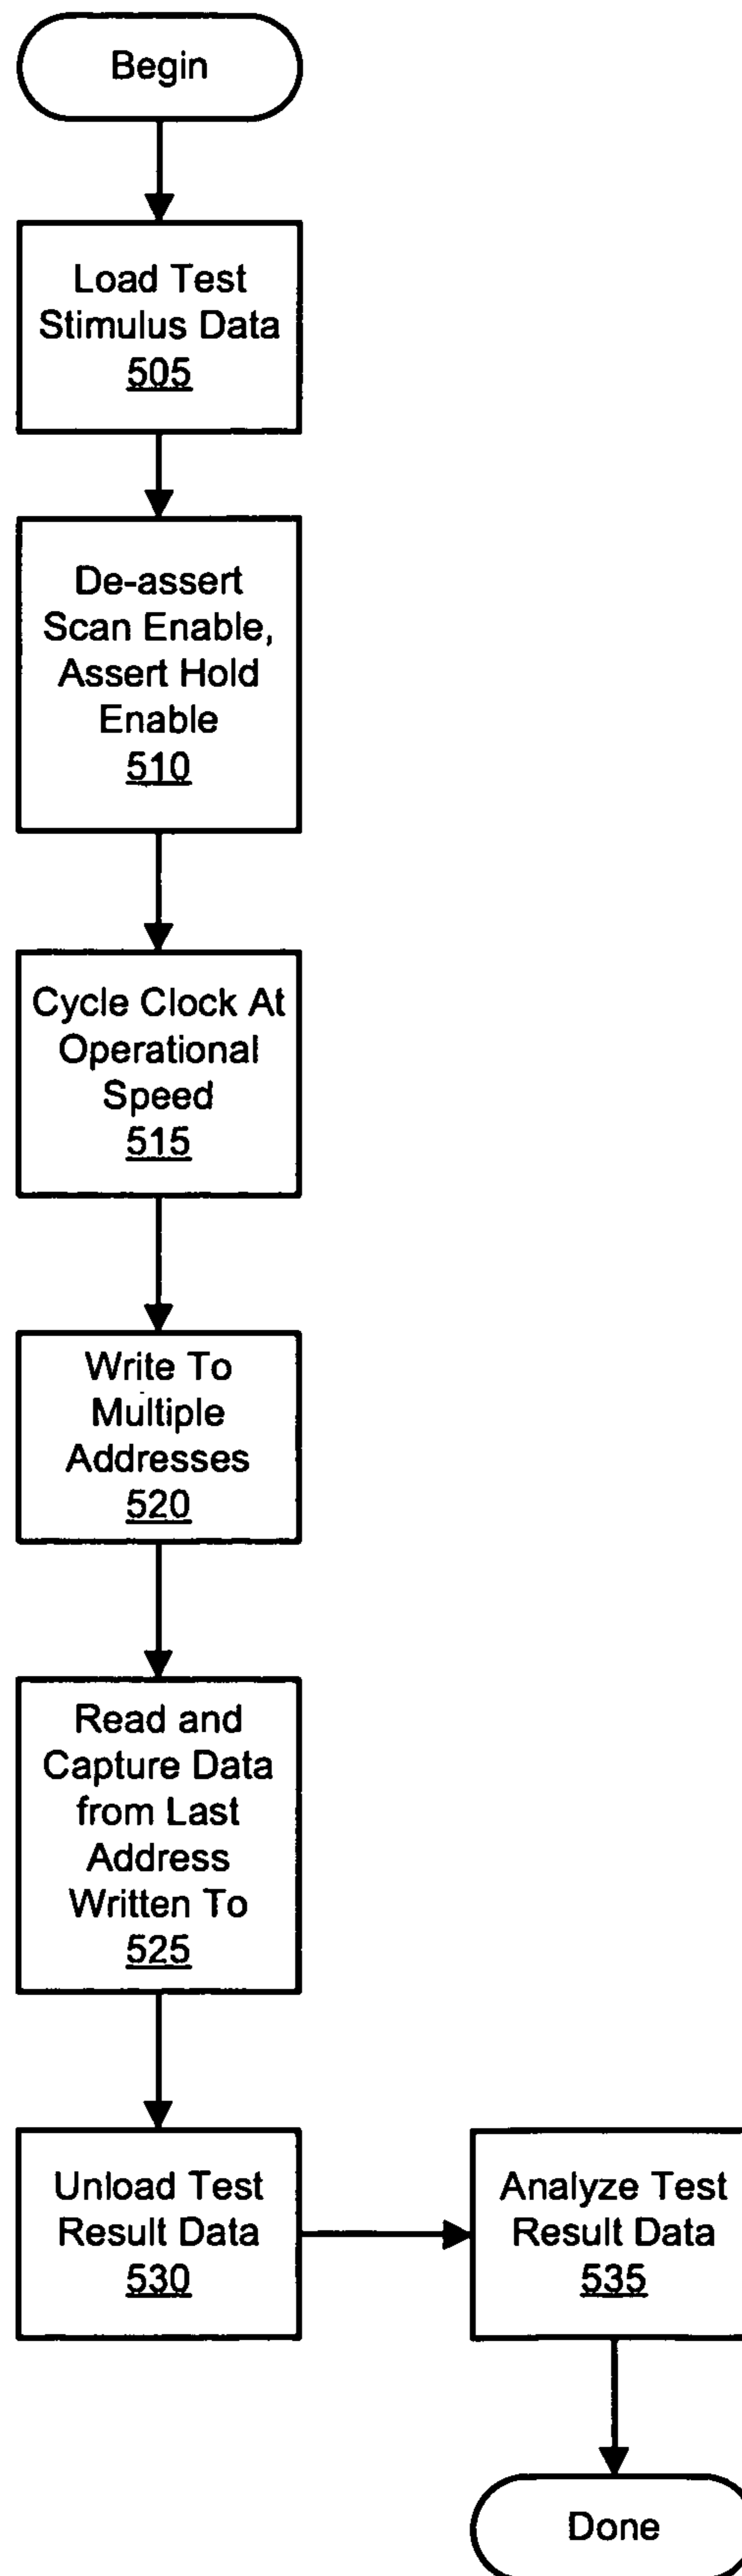 Begin
Load Test
Stimulus Data
505
De-assert
Scan Enable,
Assert Hold
Enable
510
Cycle Clock At
Operational
Speed
515
Write To
Multiple
Addresses
520
Read and
Capture Data
from Last
Address
Written To
525
Unload Test
Result Data
530
Analyze Test
Result Data
535
Done